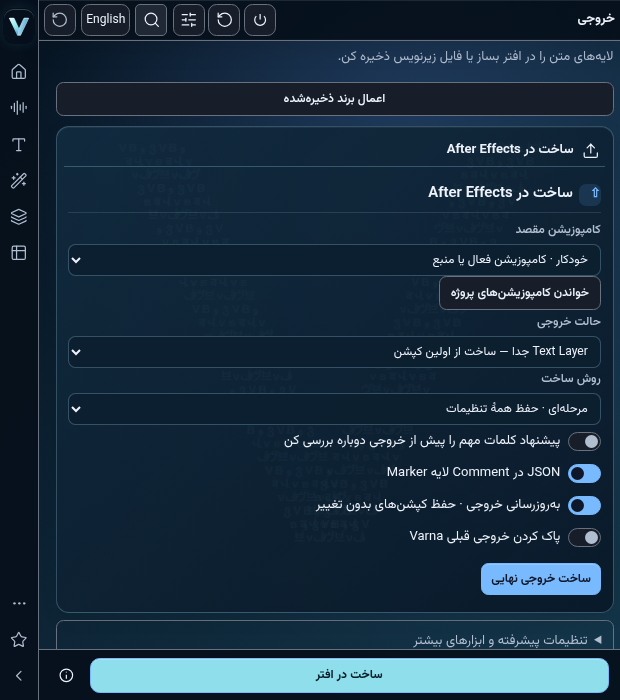 English
خروجی
لایه‌های متن را در افتر بساز یا فایل زیرنویس ذخیره کن.
اعمال برند ذخیره‌شده
ساخت در After Effects
ساخت در After Effects
کامپوزیشن مقصد
خودکار · کامپوزیشن فعال یا منبع
خواندن کامپوزیشن‌های پروژه
حالت خروجی
Text Layer جدا — ساخت از اولین کپشن
روش ساخت
مرحله‌ای · حفظ همهٔ تنظیمات
پیشنهاد کلمات مهم را پیش از خروجی دوباره بررسی کن
JSON در Comment لایه Marker
به‌روزرسانی خروجی · حفظ کپشن‌های بدون تغییر
پاک کردن خروجی قبلی Varna
ساخت خروجی نهایی
تنظیمات پیشرفته و ابزارهای بیشتر
ساخت در افتر